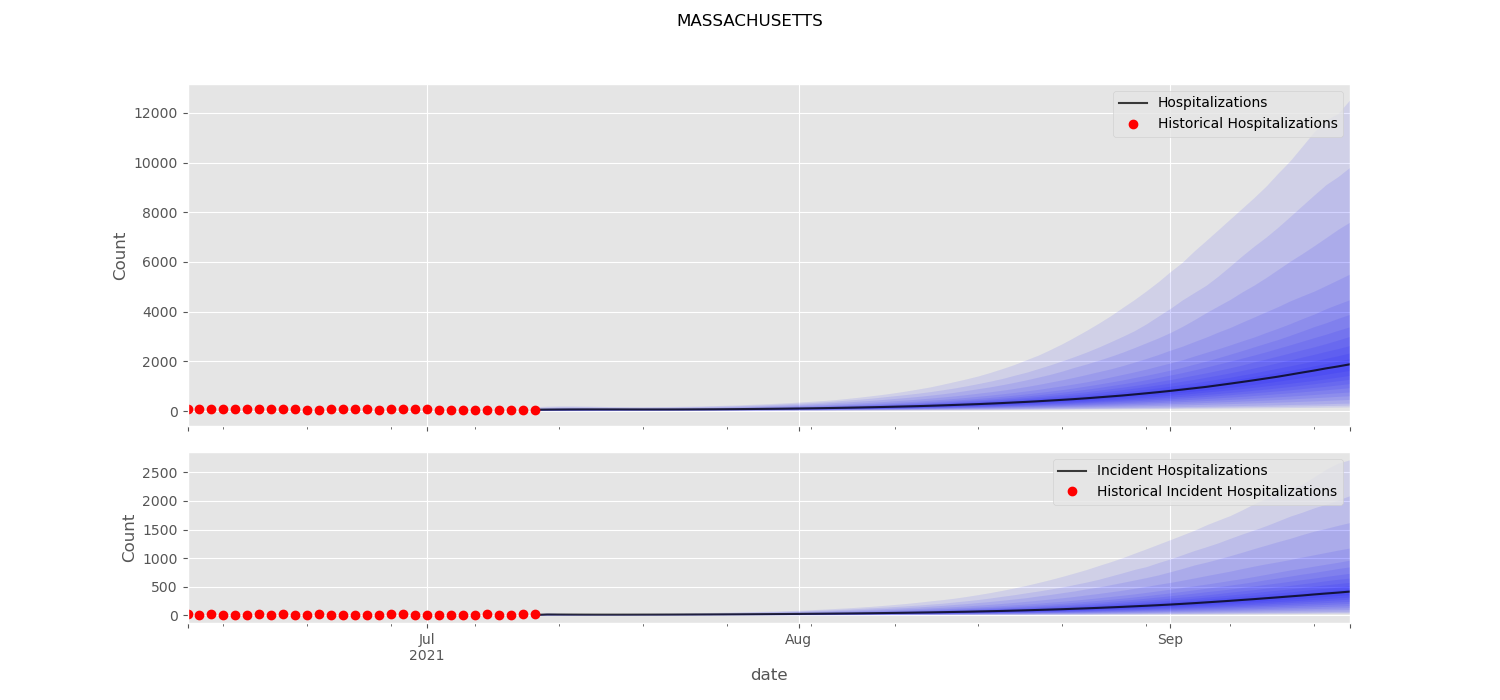 MASSACHUSETTS
12000
10000
8000
6000
4000
2000
0
Count
Hospitalizations
Historical Hospitalizations
2500
2000
1500
1000
500
0
Count
Incident Hospitalizations
Historical Incident Hospitalizations
Jul
2021
Aug
Sep
date